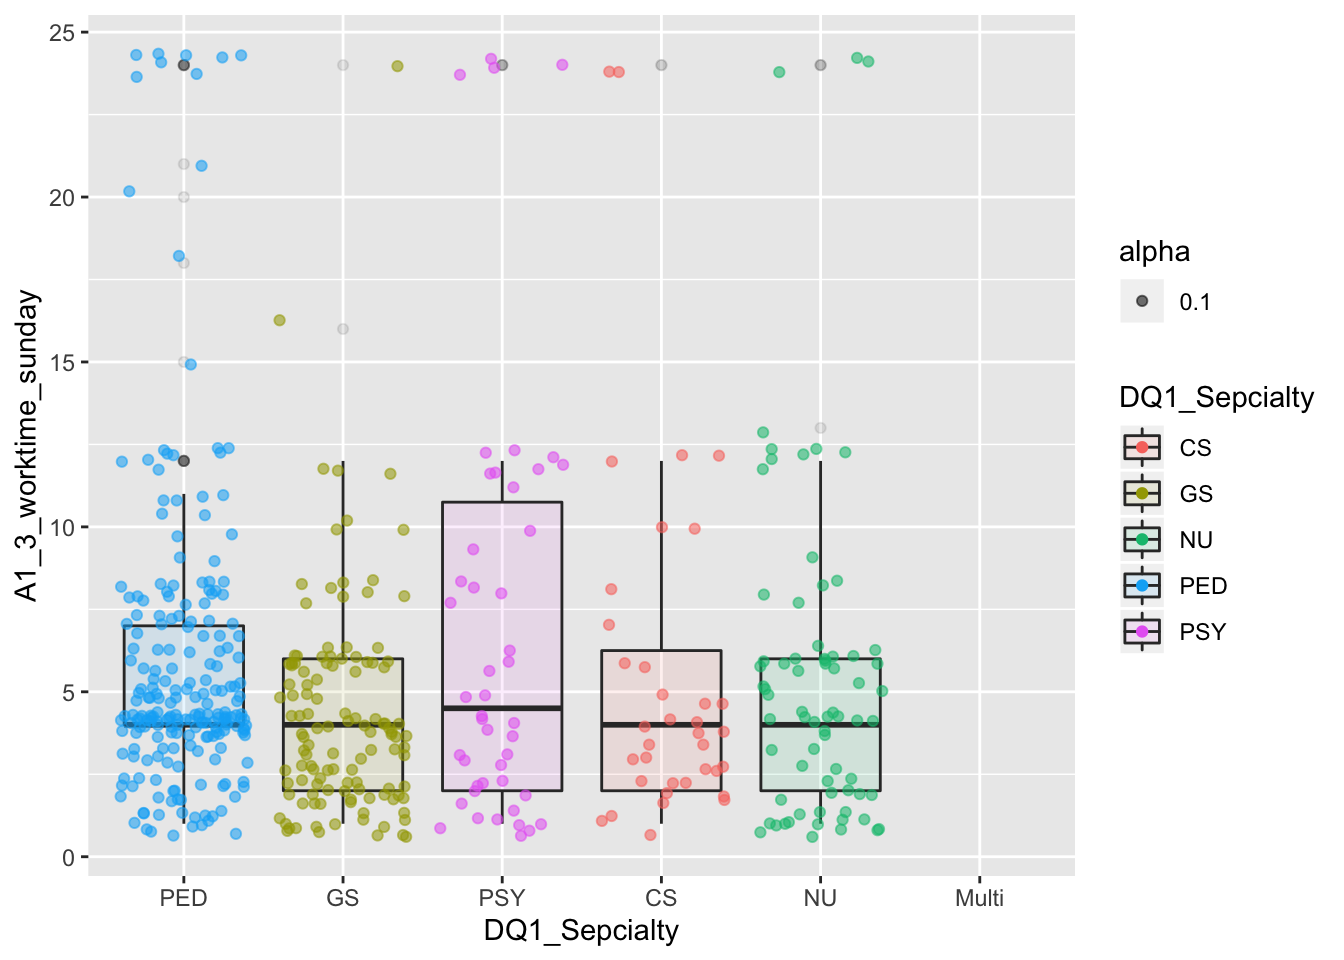 25
20
15
10
5
0
A1_3_worktime_sunday
PED GS PSY CS NU Multi
DQ1_Sepcialty
alpha
0.1
DQ1_Sepcialty
CS
GS
NU
PED
PSY